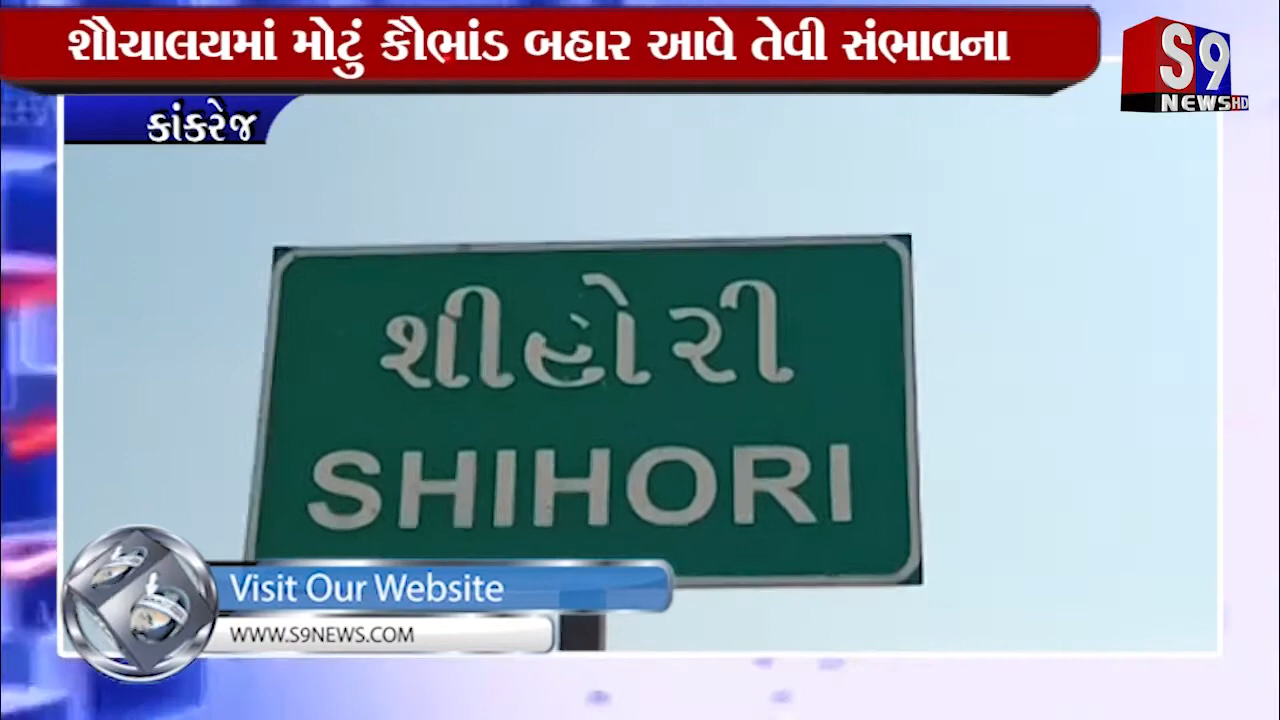 શૌચાલયમાં મોટું કૌભાંડ બહાર આવે તેવી સંભાવના
S9
NEWS HD
કાંકરેજ
શીહોરી
SHIHORI
Visit Our Website
WWW.S9NEWS.COM